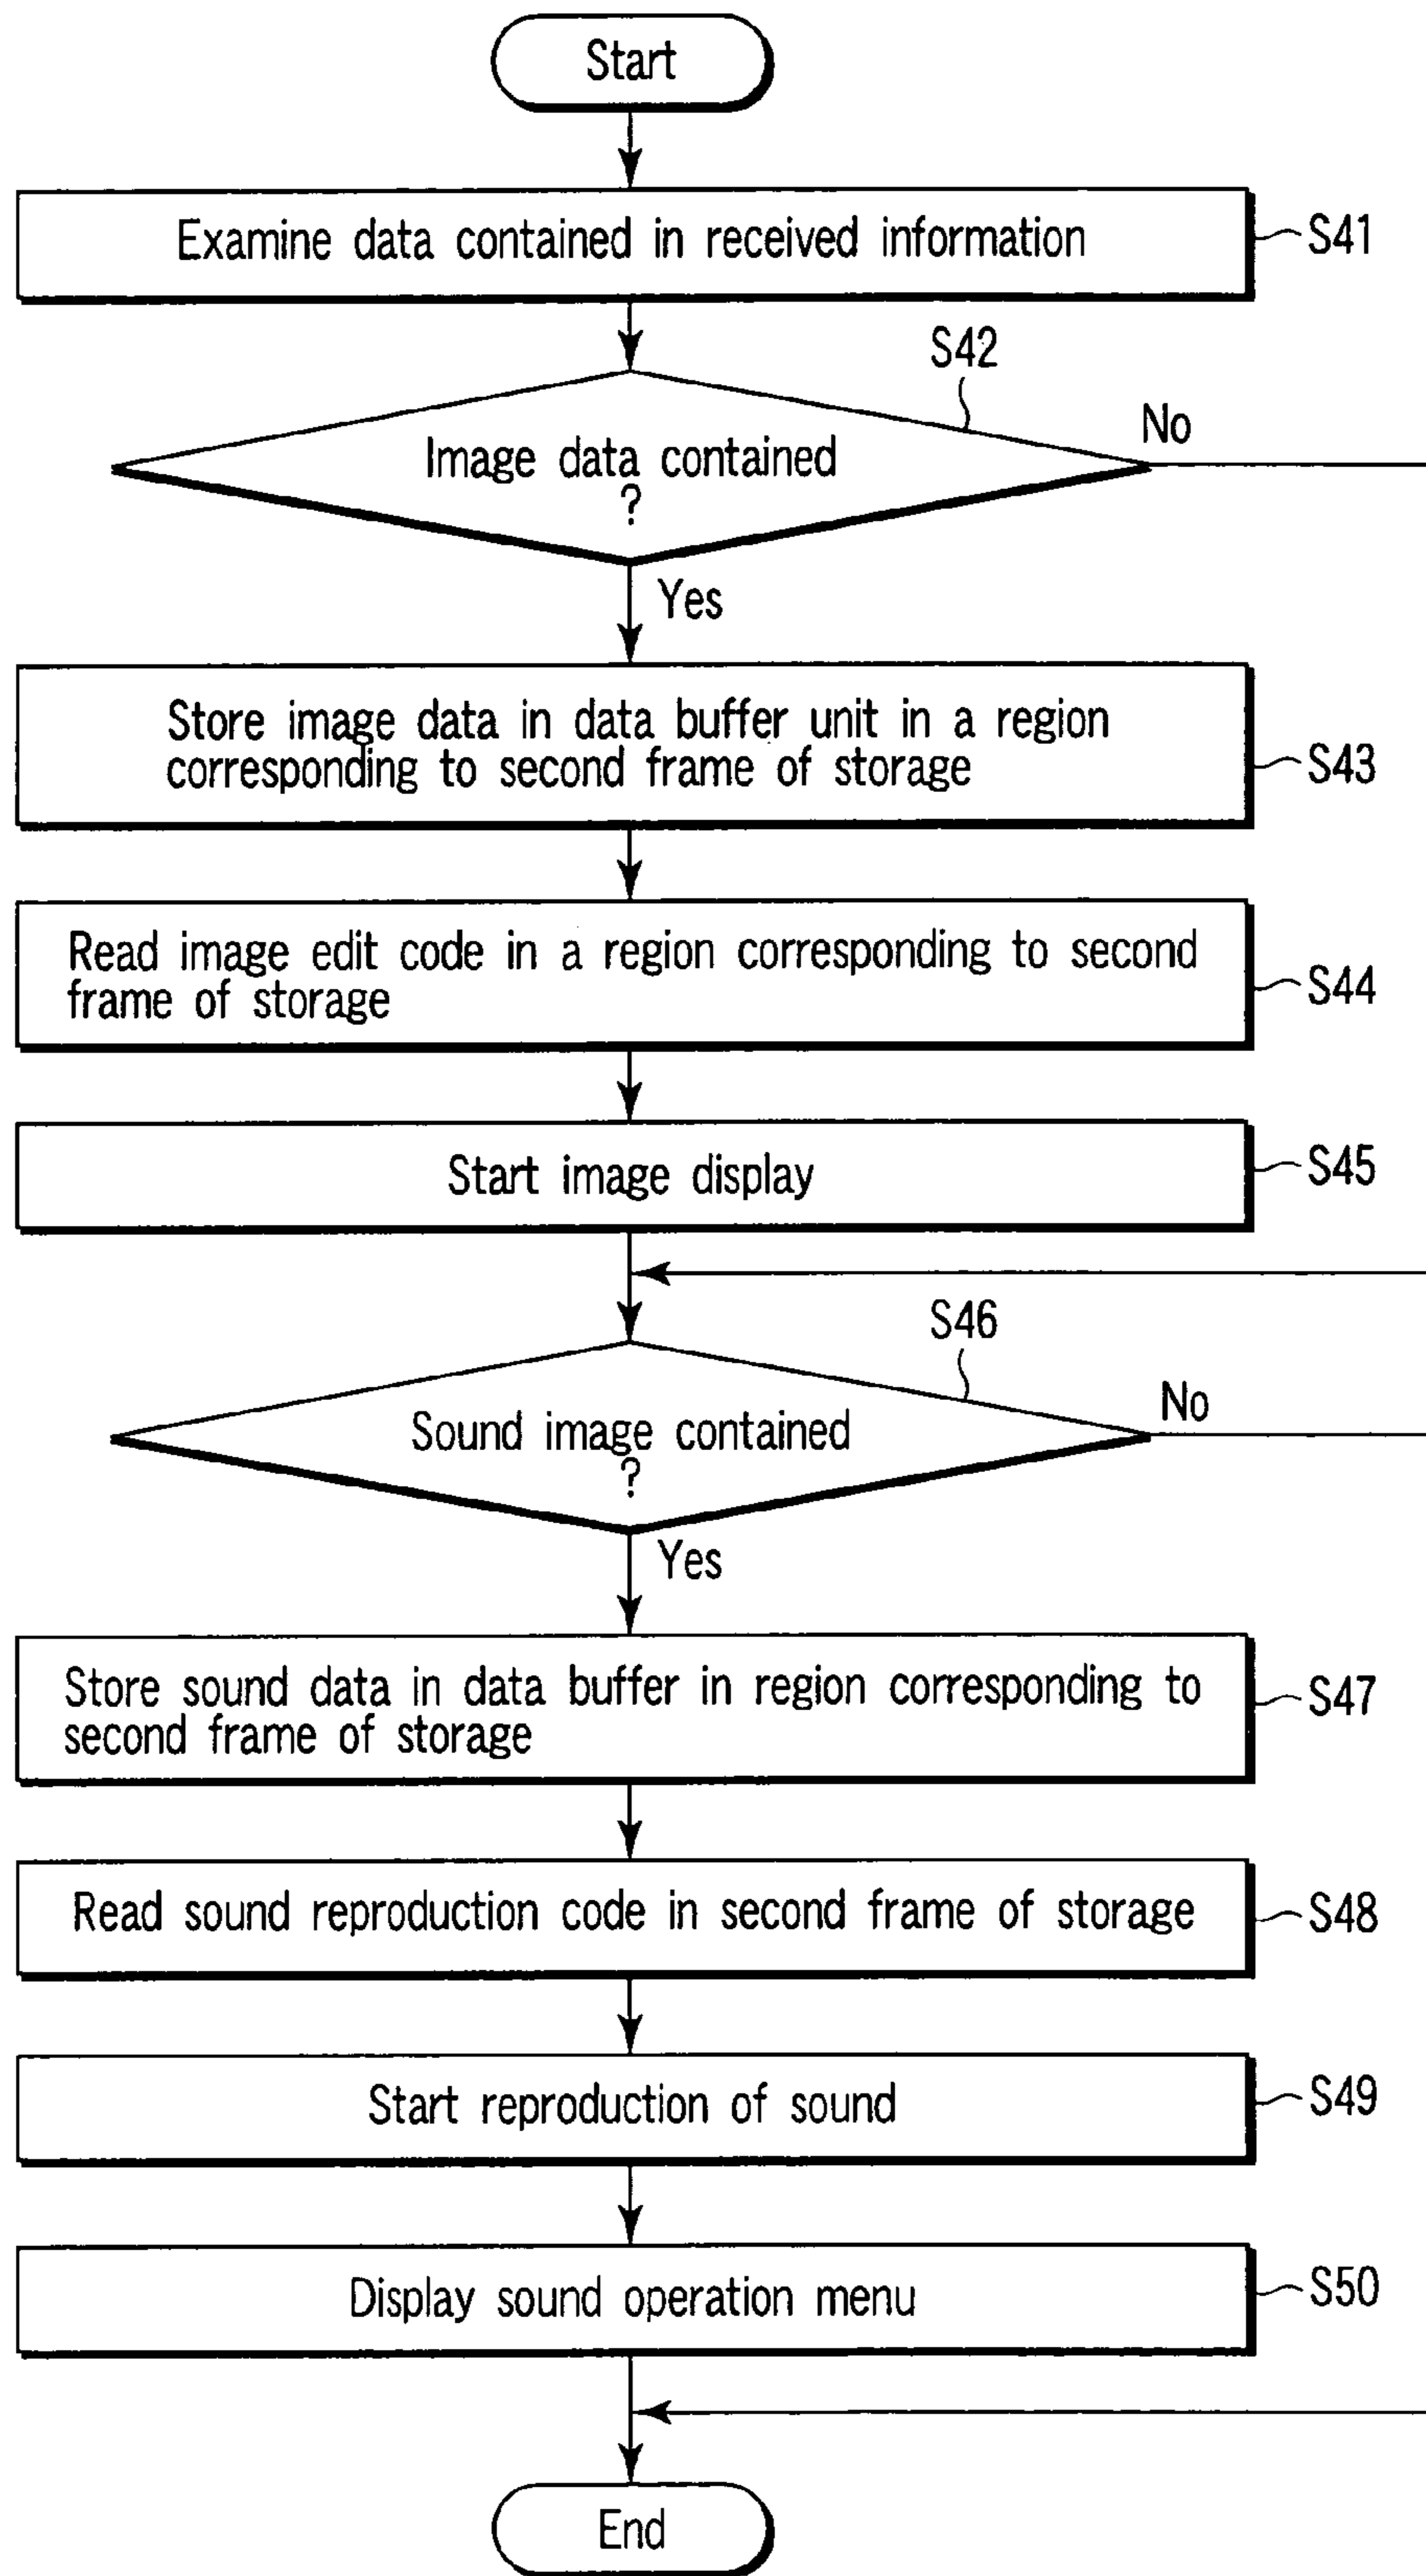 Start
Examine data contained in received information
S41
S42
Image data contained
?
No
Yes
Store image data in data buffer unit in a region
corresponding to second frame of storage
S43
Read image edit code in a region corresponding to second
frame of storage
S44
Start image display
S45
S46
Sound image contained
?
No
Yes
Store sound data in data buffer in region corresponding to
second frame of storage
S47
Read sound reproduction code in second frame of storage
S48
Start reproduction of sound
S49
Display sound operation menu
S50
End